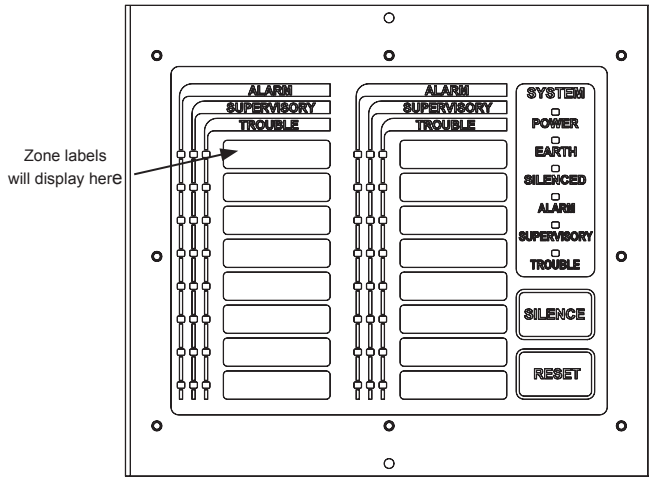 ALARM
SUPERVISORY
TROUBLE
ALARM
SUPERVISORY
TROUBLE
SYSTEM
POWER
EARTH
SILENCED
ALARM
SUPERVISORY
TROUBLE
SILENCE
RESET
Zone labels
will display here